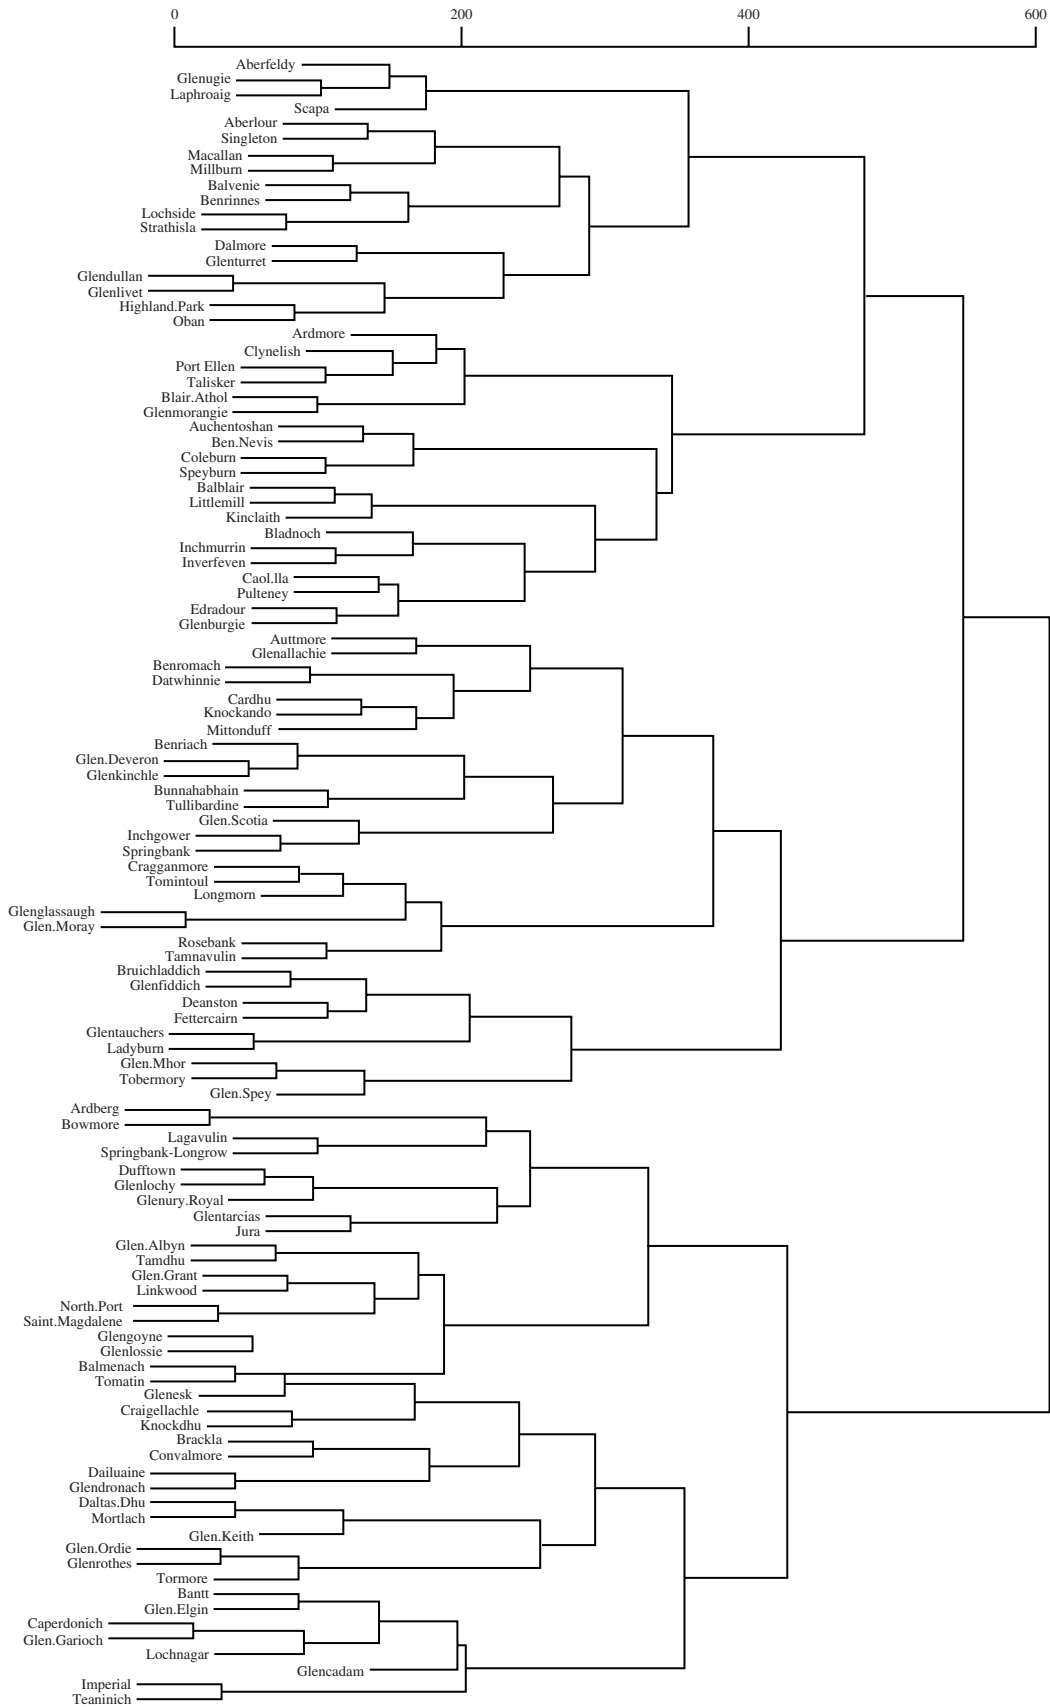 0 200 400 600
Aberfeldy
Glenugie
Laphroaig
Scapa
Aberlour
Singleton
Macallan
Millburn
Balvenie
Benrinnes
Lochside
Strathisla
Dalmore
Glenturret
Glendullan
Glenlivet
Highland.Park
Oban
Ardmore
Clynelish
Port Ellen
Talisker
Blair.Athol
Glenmorangie
Auchentoshan
Ben.Nevis
Coleburn
Speyburn
Balblair
Littlemill
Kinclaith
Bladnoch
Inchmurrin
Inverfeven
Caol.lla
Pulteney
Edradour
Glenburgie
Auttmore
Glenallachie
Benromach
Datwhinnie
Cardhu
Knockando
Mittonduff
Benriach
Glen.Deveron
Glenkinchle
Bunnahabhain
Tullibardine
Glen.Scotia
Inchgower
Springbank
Cragganmore
Tomintoul
Longmorn
Glenglassaugh
Glen.Moray
Rosebank
Tamnavulin
Bruichladdich
Glenfiddich
Deanston
Fettercairn
Glentauchers
Ladyburn
Glen.Mhor
Tobermory
Glen.Spey
Ardberg
Bowmore
Lagavulin
Springbank-Longrow
Dufftown
Glenlochy
Glenury.Royal
Glentarcias
Jura
Glen.Albyn
Tamdhu
Glen.Grant
Linkwood
North.Port
Saint.Magdalene
Glengoyne
Glenlossie
Balmenach
Tomatin
Glenesk
Craigellachle
Knockdhu
Brackla
Convalmore
Dailuaine
Glendronach
Daltas.Dhu
Mortlach
Glen.Keith
Glen.Ordie
Glenrothes
Tormore
Bantt
Glen.Elgin
Caperdonich
Glen.Garioch
Lochnagar
Glencadam
Imperial
Teaninich